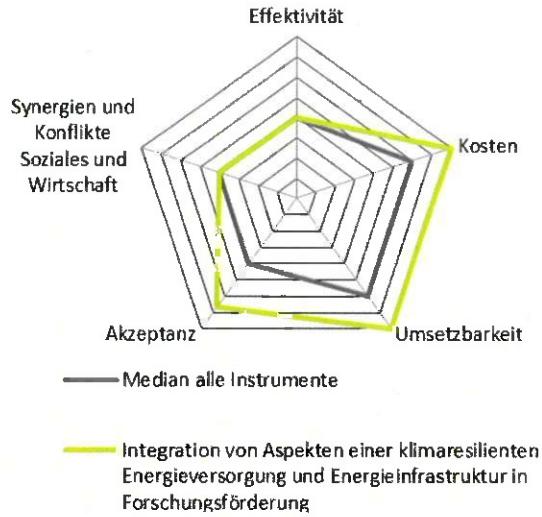 Effektivität
Synergien und
Konflikte
Soziales und
Wirtschaft
Kosten
Akzeptanz
Umsetzbarkeit
Median alle Instrumente
Integration von Aspekten einer klimaresilienten
Energieversorgung und Energieinfrastruktur in
Forschungsförderung